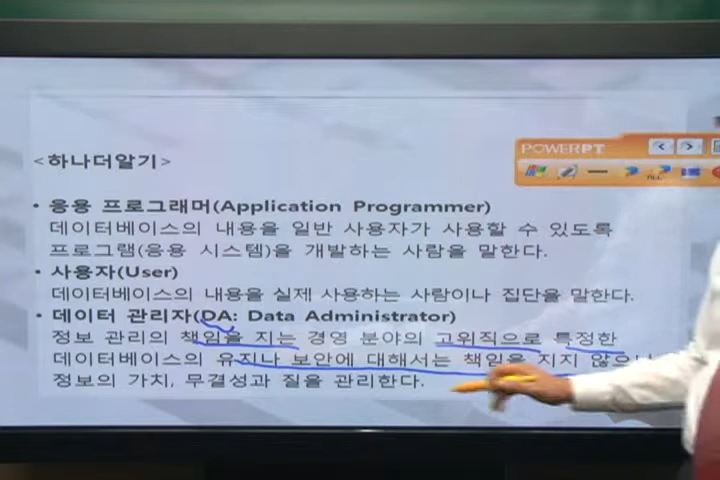 <하나더알기>
POWERPT
• 응용 프로그래머(Application Programmer)
데이터베이스의 내용을 일반 사용자가 사용할 수 있도록
프로그램(응용 시스템)을 개발하는 사람을 말한다.
• 사용자(User)
데이터베이스의 내용을 실제 사용하는 사람이나 집단을 말한다.
• 데이터 관리자(DA: Data Administrator)
정보 관리의 책임을 지는 경영 분야의 고위직으로 특정한
데이터베이스의 유지나 보안에 대해서는 책임을 지지 않으나
정보의 가치, 무결성과 질을 관리한다.